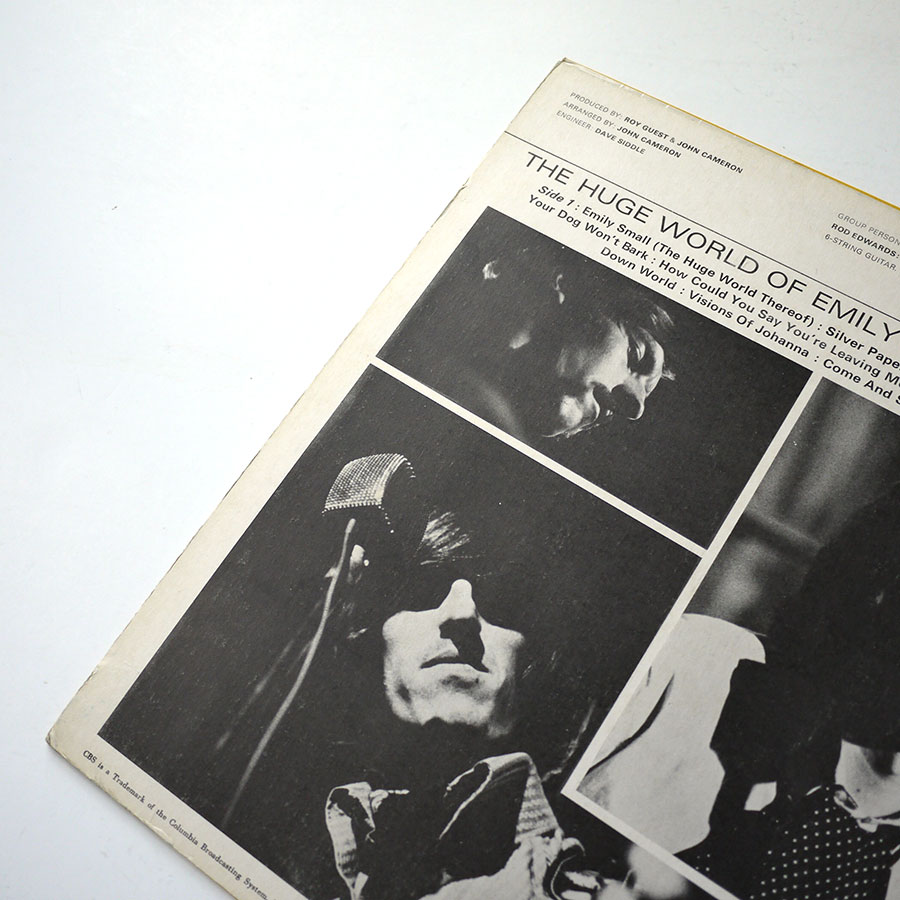 PRODUCED BY: ROY GUEST & JOHN CAMERON
ARRANGED BY: JOHN CAMERON
ENGINEER: DAVE SIDDLE
GROUP PERSON
ROD EDWARDS:
6-STRING GUITAR.
THE HUGE WORLD OF EMILY
Side 1 : Emily Small (The Huge World Thereof) : Silver Pape
Your Dog Won't Bark : How Could You Say You're Leaving M
Down World : Visions Of Johanna : Come And S
CBS is a Trademark of the Columbia Broadcasting System,